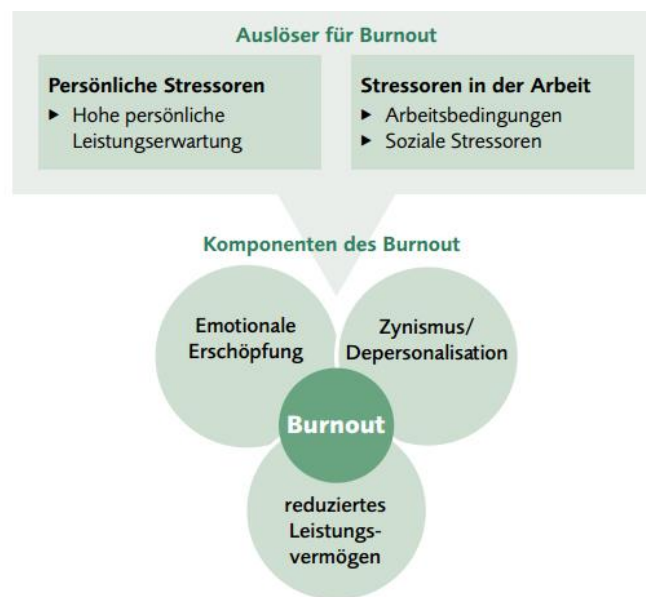 Auslöser für Burnout
Persönliche Stressoren
▶ Hohe persönliche
Leistungserwartung
Stressoren in der Arbeit
▶ Arbeitsbedingungen
▶ Soziale Stressoren
Komponenten des Burnout
Emotionale
Erschöpfung
Zynismus/
Depersonalisation
Burnout
reduziertes
Leistungs-
vermögen